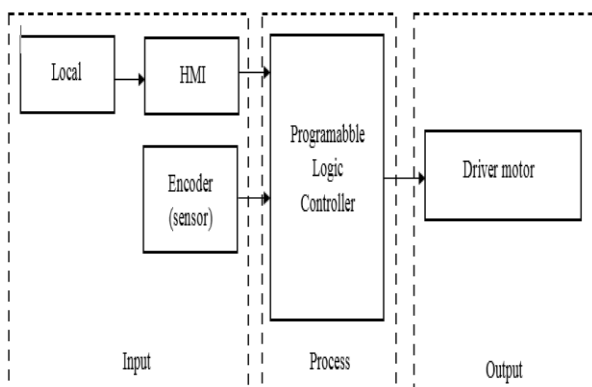 Local
HMI
Encoder
(sensor)
Programabble
Logic
Controller
Driver motor
Input
Process
Output